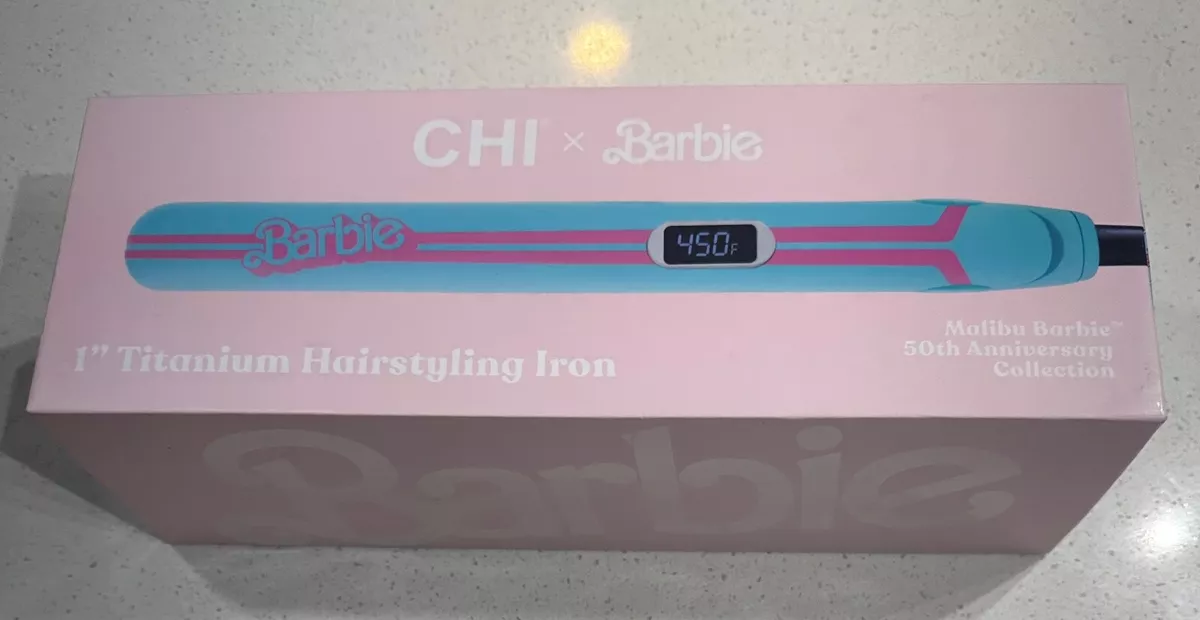 CHI × Barbie
Barbie
450F
1” Titanium Hairstyling Iron
Malibu Barbie™
50th Anniversary
Collection
Barbie